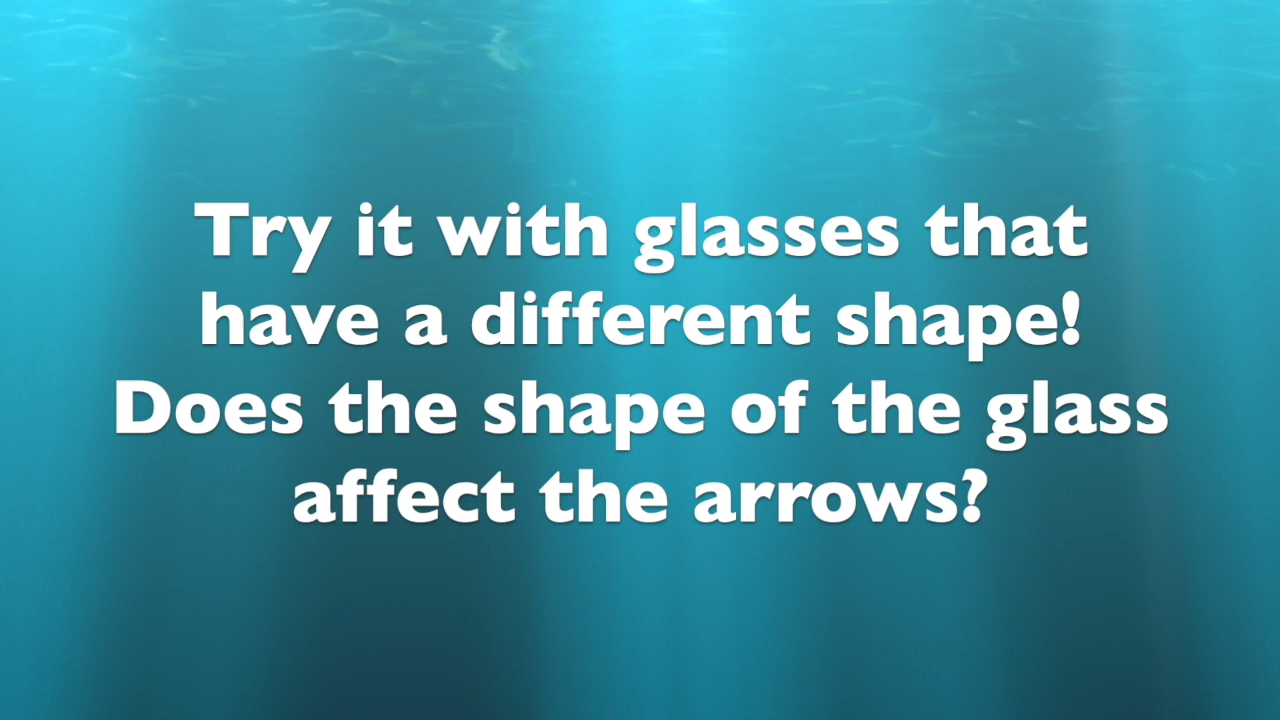 Try it with glasses that
have a different shape!
Does the shape of the glass
affect the arrows?